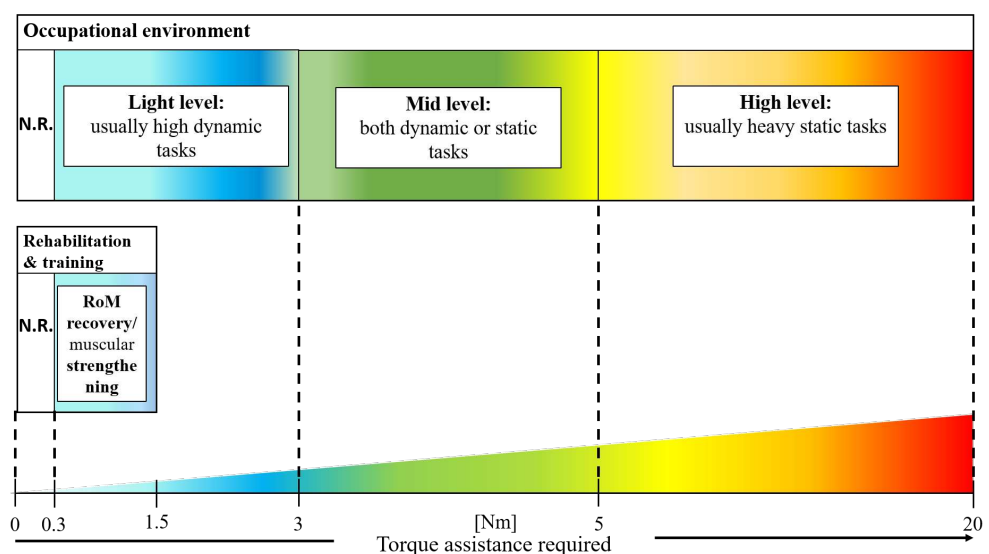 Occupational environment
N.R.
Light level:
usually high dynamic
tasks
Mid level:
both dynamic or static
tasks
High level:
usually heavy static tasks
Rehabilitation
& training
N.R.
RoM
recovery/
muscular
strengthe
ning
0 0.3 1.5 3 [Nm] 5 20
Torque assistance required